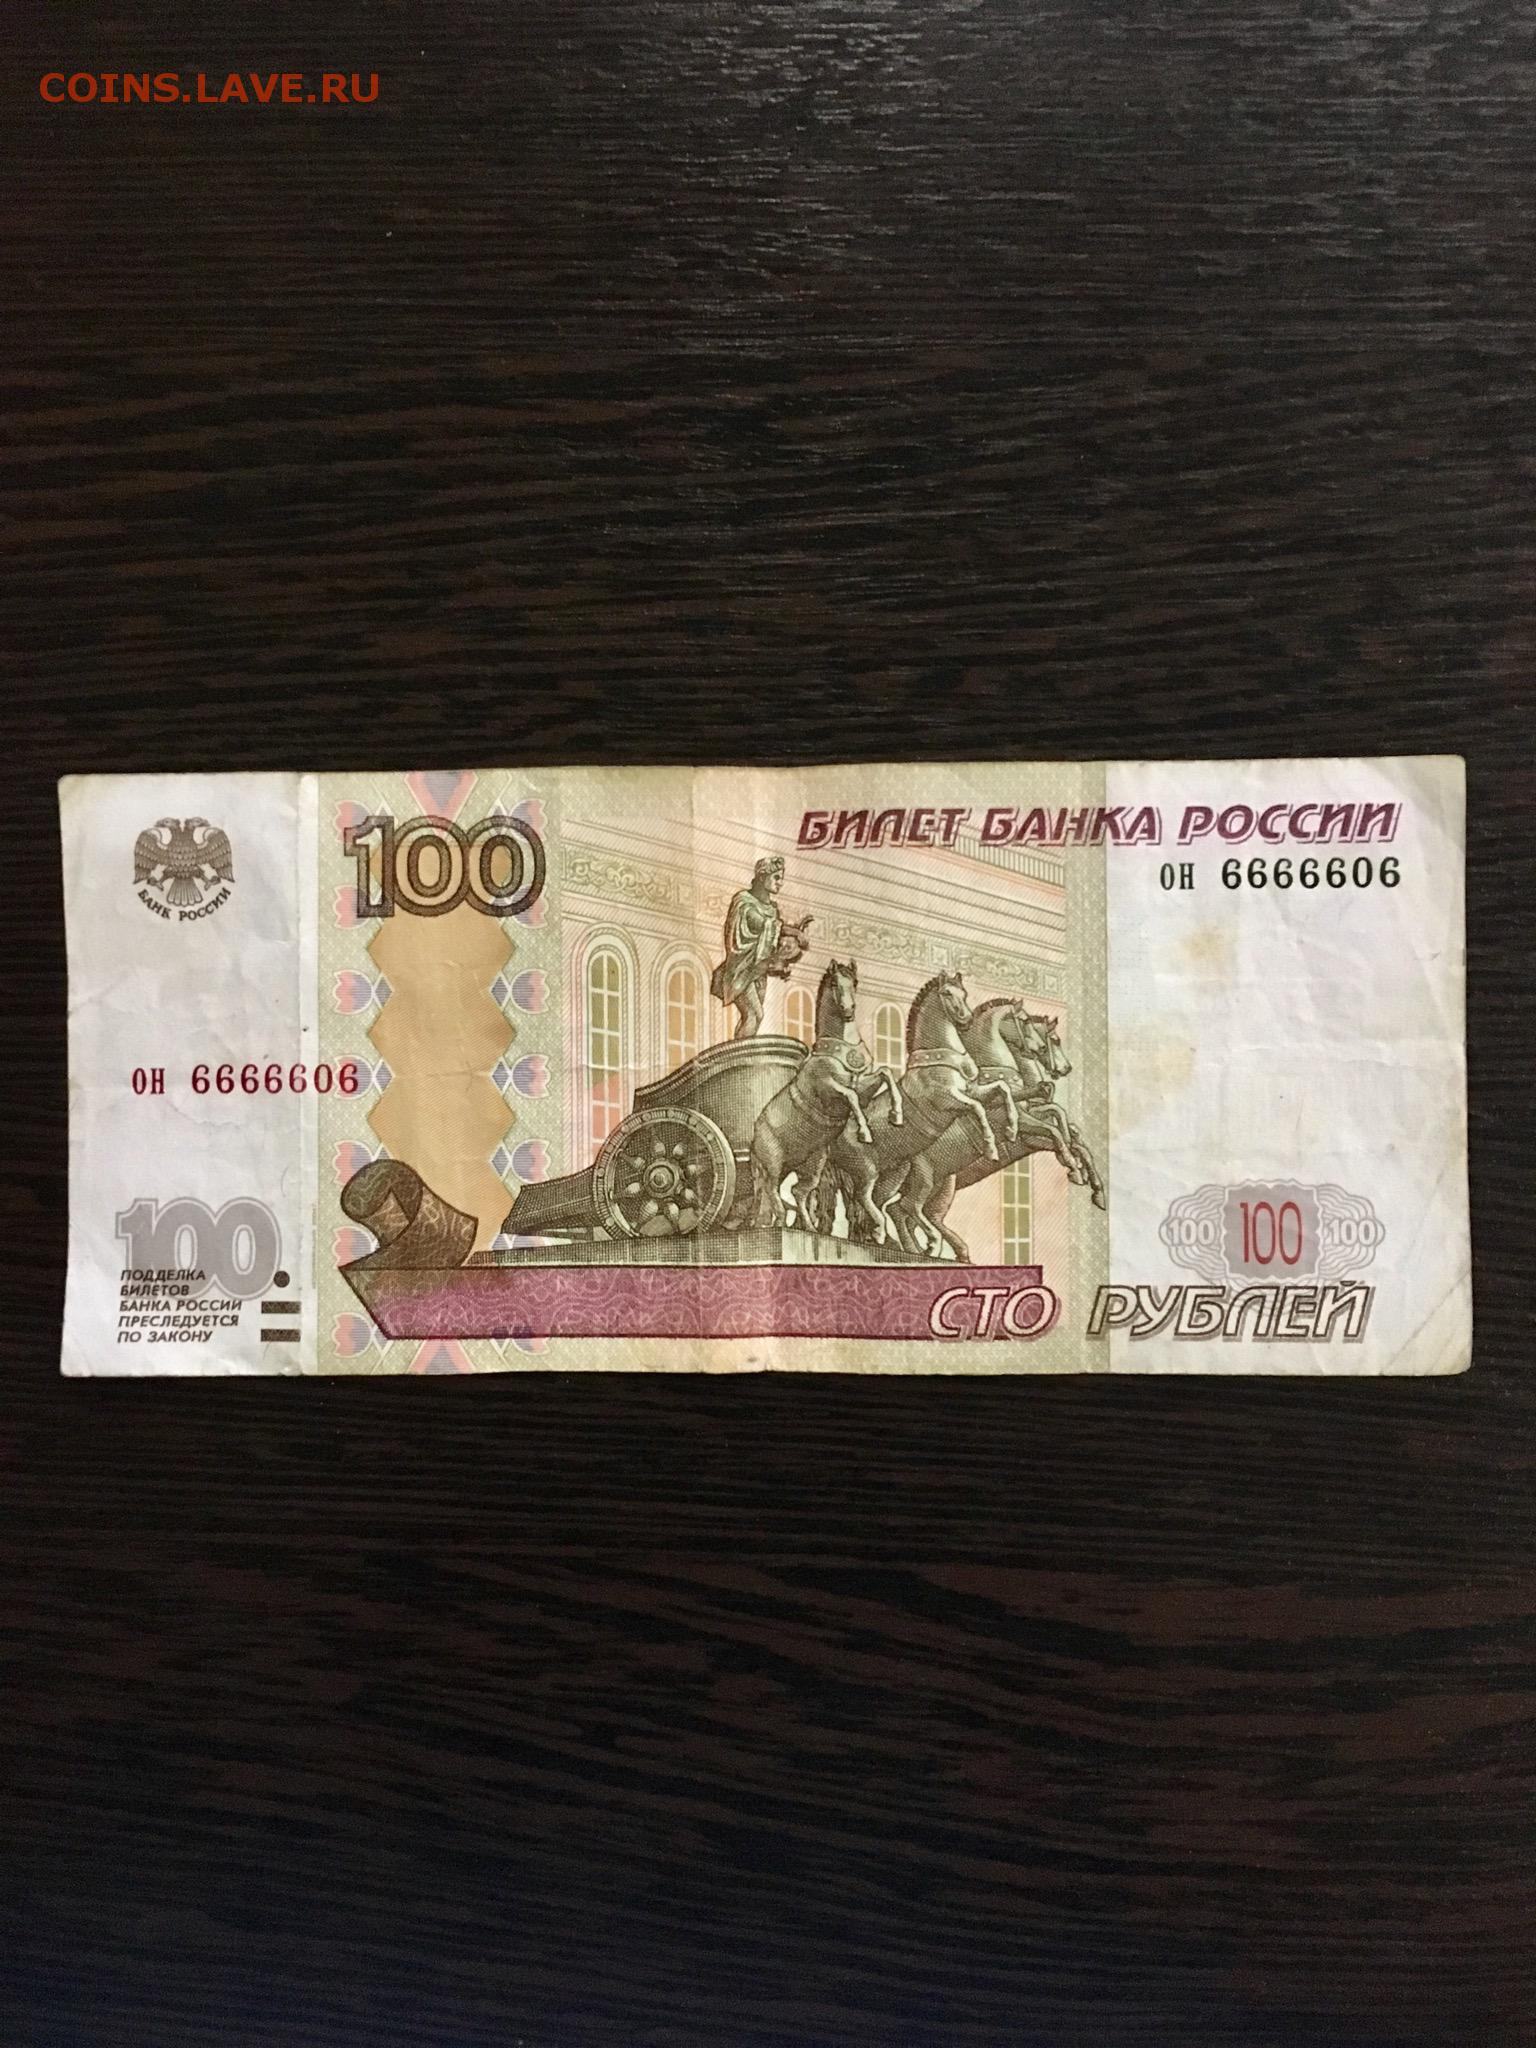 COINS.LAVE.RU
БИЛЕТ БАНКА РОССИИ
100
ОН 6666606
БАНК РОССИИ
ОН 6666606
100
100 100 100
ПОДДЕЛКА
БИЛЕТОВ
БАНКА РОССИИ
ПРЕСЛЕДУЕТСЯ
ПО ЗАКОНУ
СТО РУБЛЕЙ